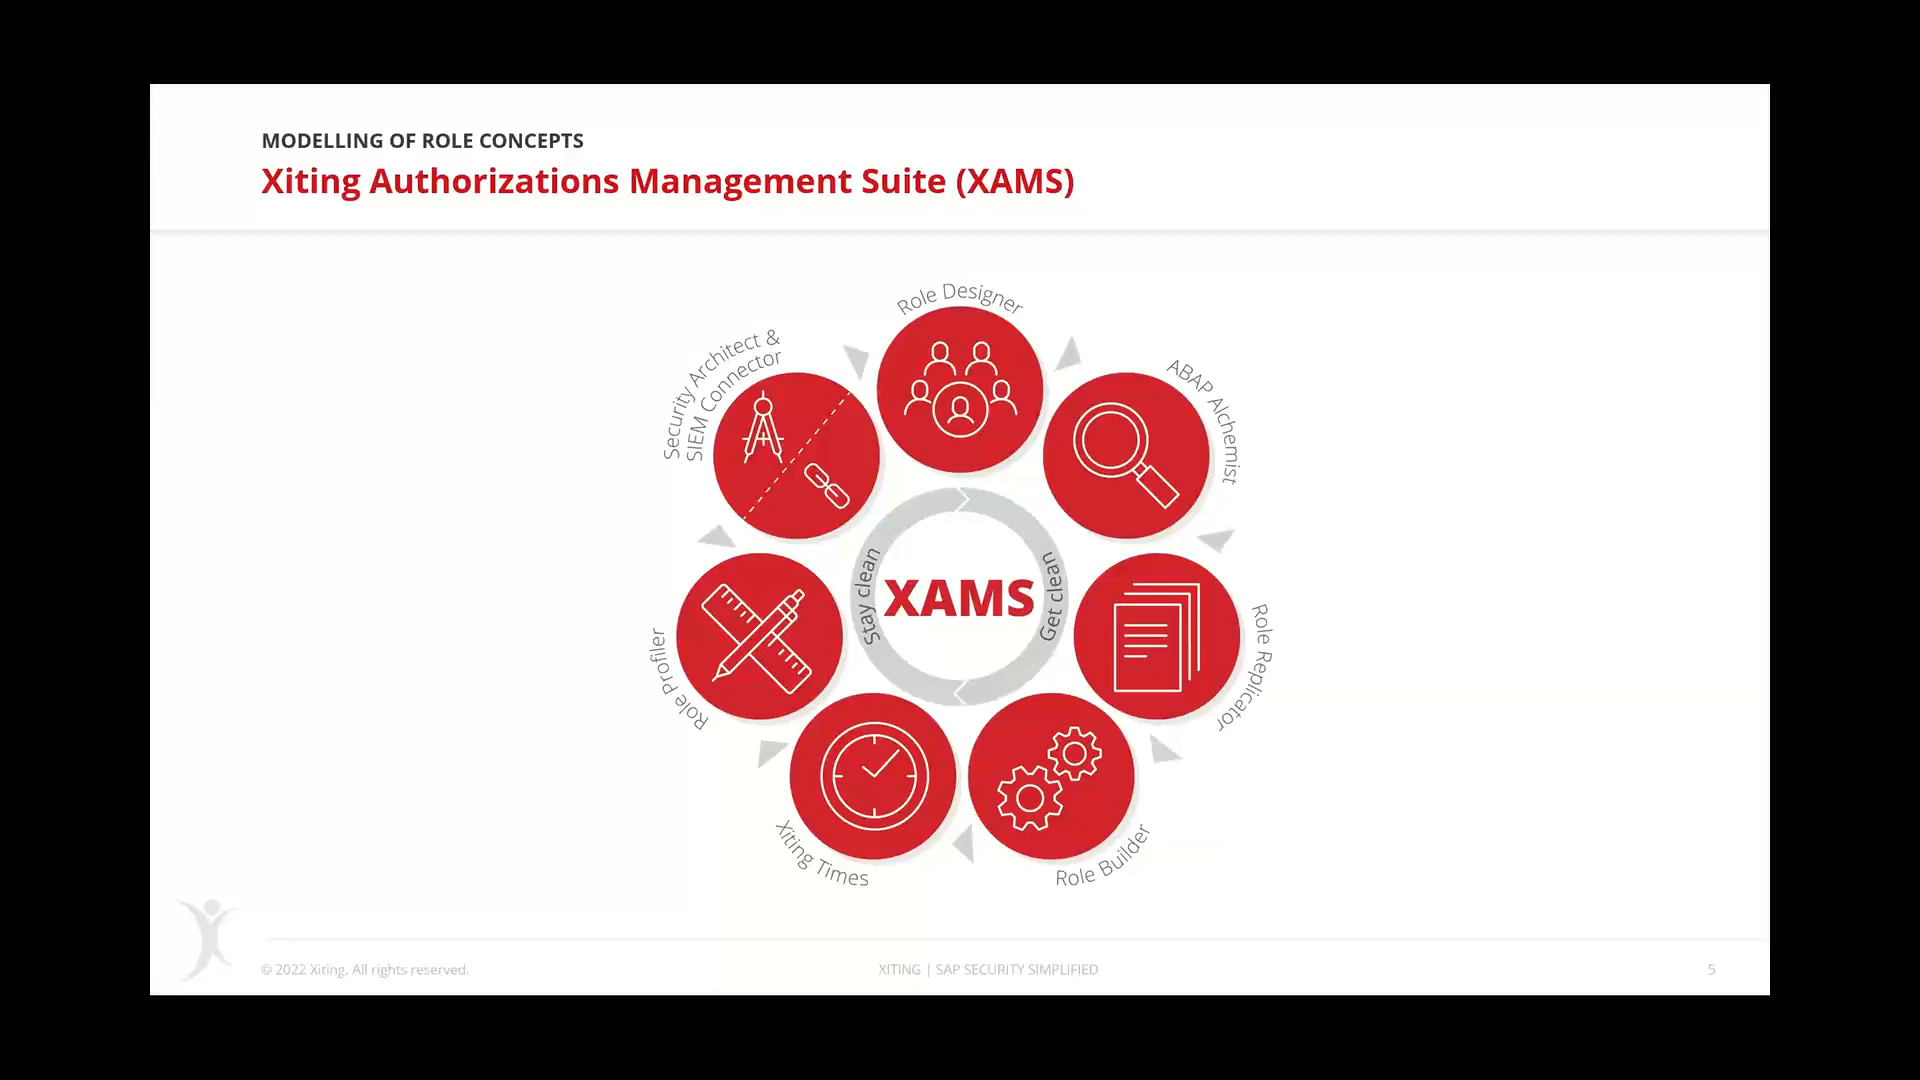 MODELLING OF ROLE CONCEPTS
Xiting Authorizations Management Suite (XAMS)
Role Designer
Security Architect &
SIEM Connector
ABAP Alchemist
Stay clean
XAMS
Get clean
Role Profiler
Role Replicator
Xiting Times
Role Builder
© 2022 Xiting. All rights reserved.
XITING | SAP SECURITY SIMPLIFIED
5